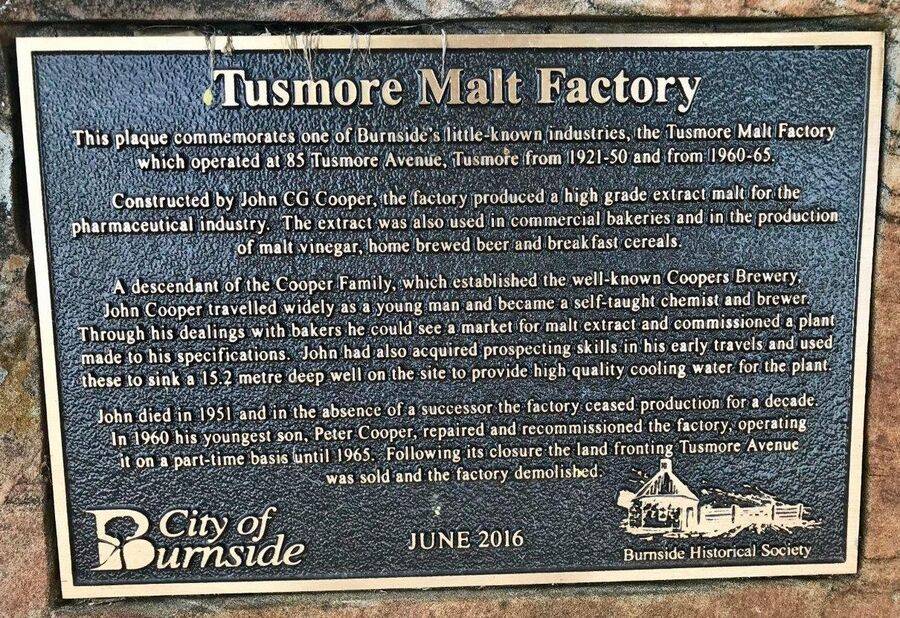 Tusmore Malt Factory
This plaque commemorates one of Burnside's little-known industries, the Tusmore Malt Factory
which operated at 85 Tusmore Avenue, Tusmore from 1921-50 and from 1960-65.
Constructed by John CG Cooper, the factory produced a high grade extract malt for the
pharmaceutical industry. The extract was also used in commercial bakeries and in the production
of malt vinegar, home brewed beer and breakfast cereals.
A descendant of the Cooper Family, which established the well-known Coopers Brewery,
John Cooper travelled widely as a young man and became a self-taught chemist and brewer.
Through his dealings with bakers he could see a market for malt extract and commissioned a plant
made to his specifications. John had also acquired prospecting skills in his early travels and used
these to sink a 15.2 metre deep well on the site to provide high quality cooling water for the plant.
John died in 1951 and in the absence of a successor the factory ceased production for a decade.
In 1960 his youngest son, Peter Cooper, repaired and recommissioned the factory, operating
it on a part-time basis until 1965. Following its closure the land fronting Tusmore Avenue
was sold and the factory demolished.
City of
Burnside
JUNE 2016
Burnside Historical Society